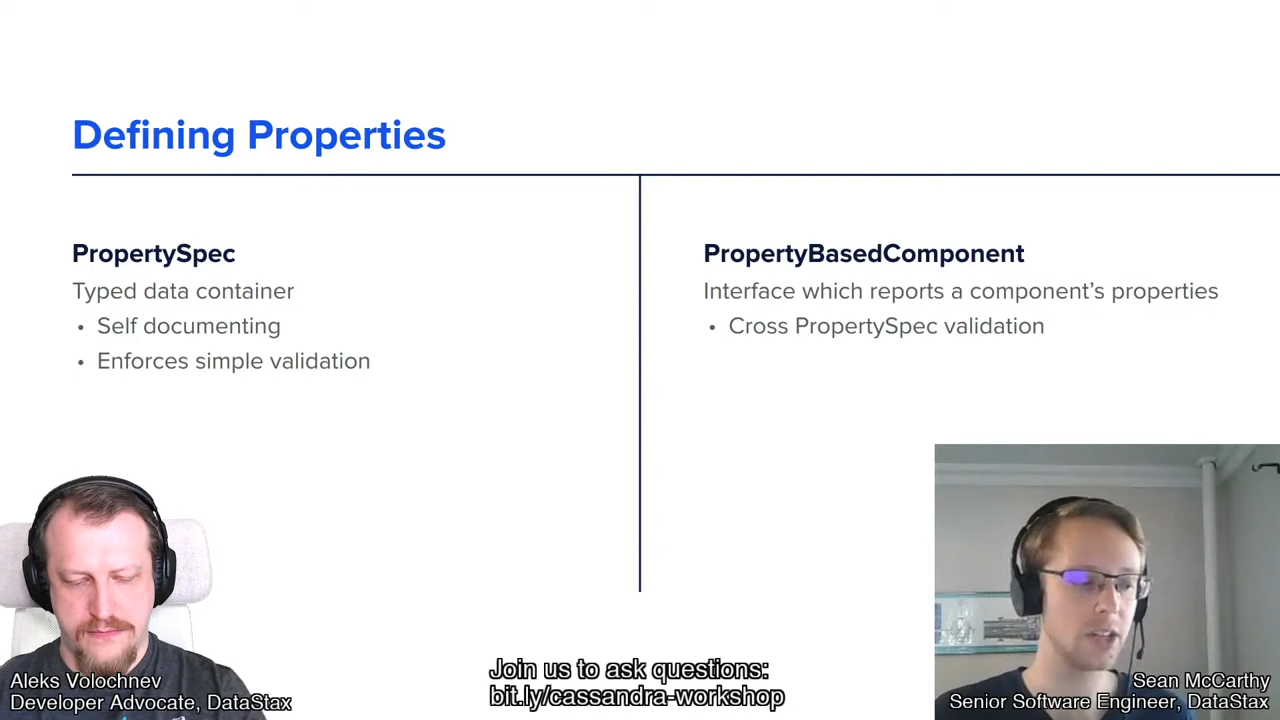 Defining Properties
PropertySpec
Typed data container
• Self documenting
• Enforces simple validation
PropertyBasedComponent
Interface which reports a component’s properties
• Cross PropertySpec validation
Aleks Volochnev
Developer Advocate, DataStax
Join us to ask questions:
bit.ly/cassandra-workshop
Sean McCarthy
Senior Software Engineer, DataStax